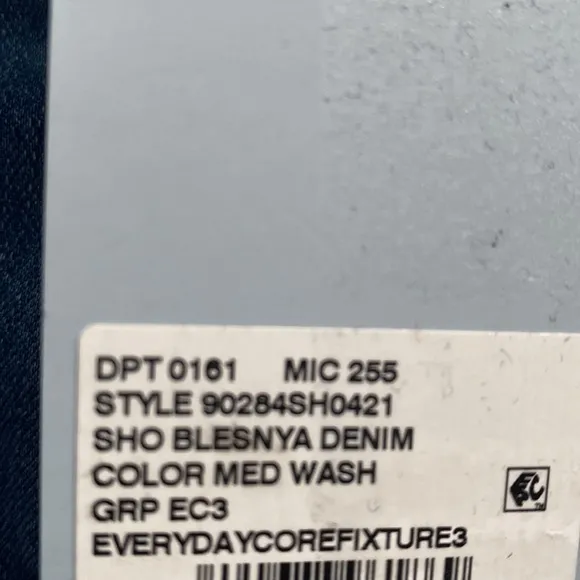 DPT 0161 MIC 255
STYLE 90284SH0421
SHO BLESNYA DENIM
COLOR MED WASH
GRP EC3
EVERYDAYCOREFIXTURE3